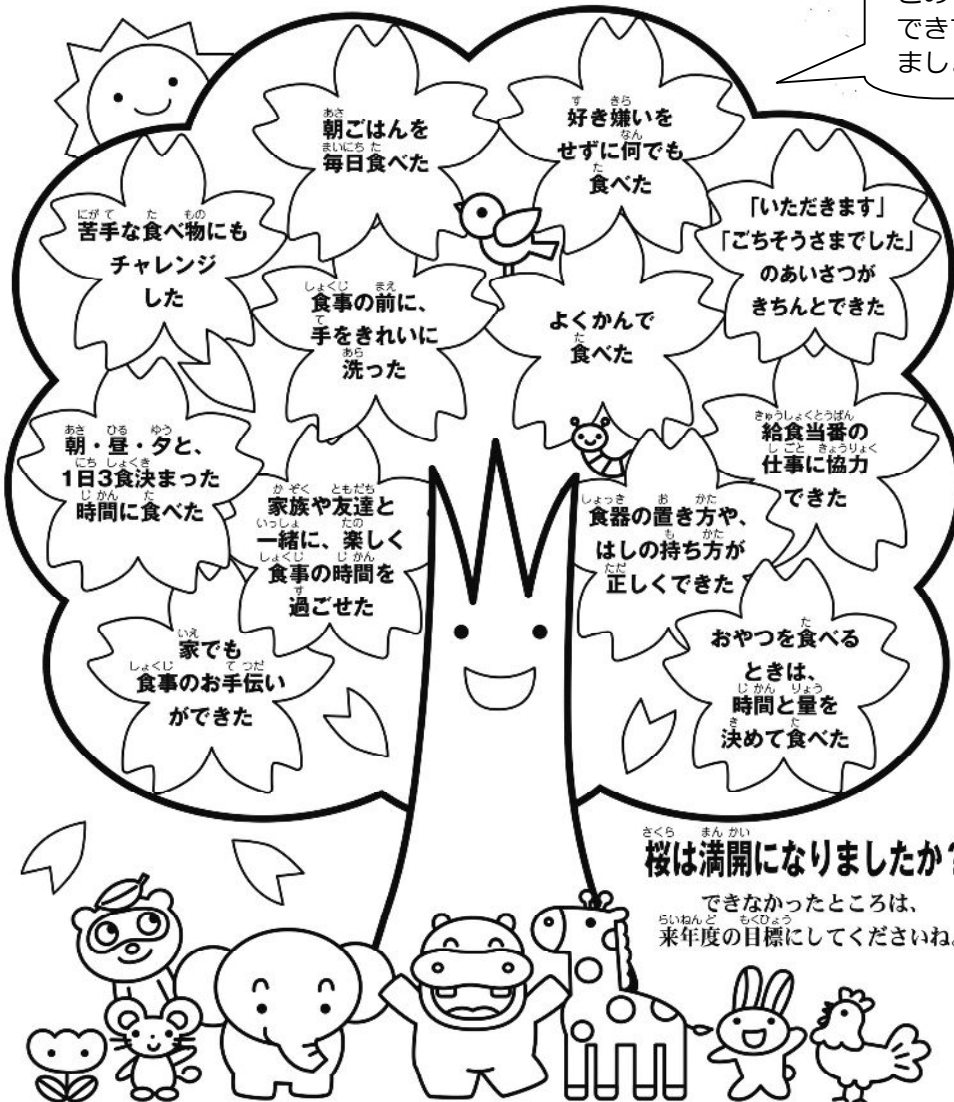 できて
まし
朝ごはんを
毎日食べた
好き嫌いを
せずに何でも
食べた
苦手な食べ物にも
チャレンジ
した
「いただきます」
「ごちそうさまでした」
のあいさつが
きちんとできた
食事の前に、
手をきれいに
洗った
よくかんで
食べた
朝・昼・夕と、
1日3食決まった
時間に食べた
給食当番の
仕事に協力
できた
家族や友達と
一緒に、楽しく
食事の時間を
過ごせた
食器の置き方や、
はしの持ち方が
正しくできた
家でも
食事のお手伝い
ができた
おやつを食べる
ときは、
時間と量を
決めて食べた
桜は満開になりましたか?
できなかったところは、
来年度の目標にしてくださいね。